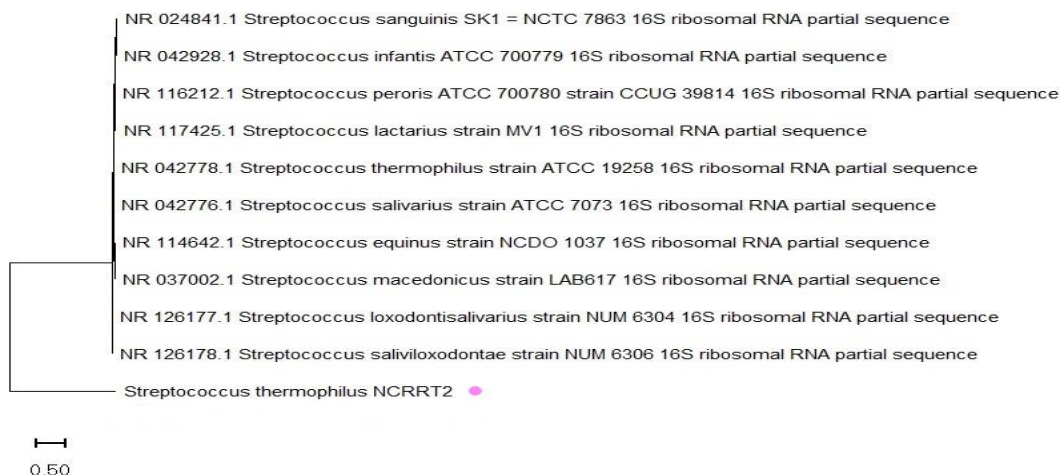 NR 024841.1 Streptococcus sanguinis SK1 = NCTC 7863 16S ribosomal RNA partial sequence
NR 042928.1 Streptococcus infantis ATCC 700779 16S ribosomal RNA partial sequence
NR 116212.1 Streptococcus peroris ATCC 700780 strain CCUG 39814 16S ribosomal RNA partial sequence
NR 117425.1 Streptococcus lactarius strain MV1 16S ribosomal RNA partial sequence
NR 042778.1 Streptococcus thermophilus strain ATCC 19258 16S ribosomal RNA partial sequence
NR 042776.1 Streptococcus salivarius strain ATCC 7073 16S ribosomal RNA partial sequence
NR 114642.1 Streptococcus equinus strain NCDO 1037 16S ribosomal RNA partial sequence
NR 037002.1 Streptococcus macedonicus strain LAB617 16S ribosomal RNA partial sequence
NR 126177.1 Streptococcus loxodontisalivarius strain NUM 6304 16S ribosomal RNA partial sequence
NR 126178.1 Streptococcus saliviloxodontae strain NUM 6306 16S ribosomal RNA partial sequence
Streptococcus thermophilus NCRRT2
0.50